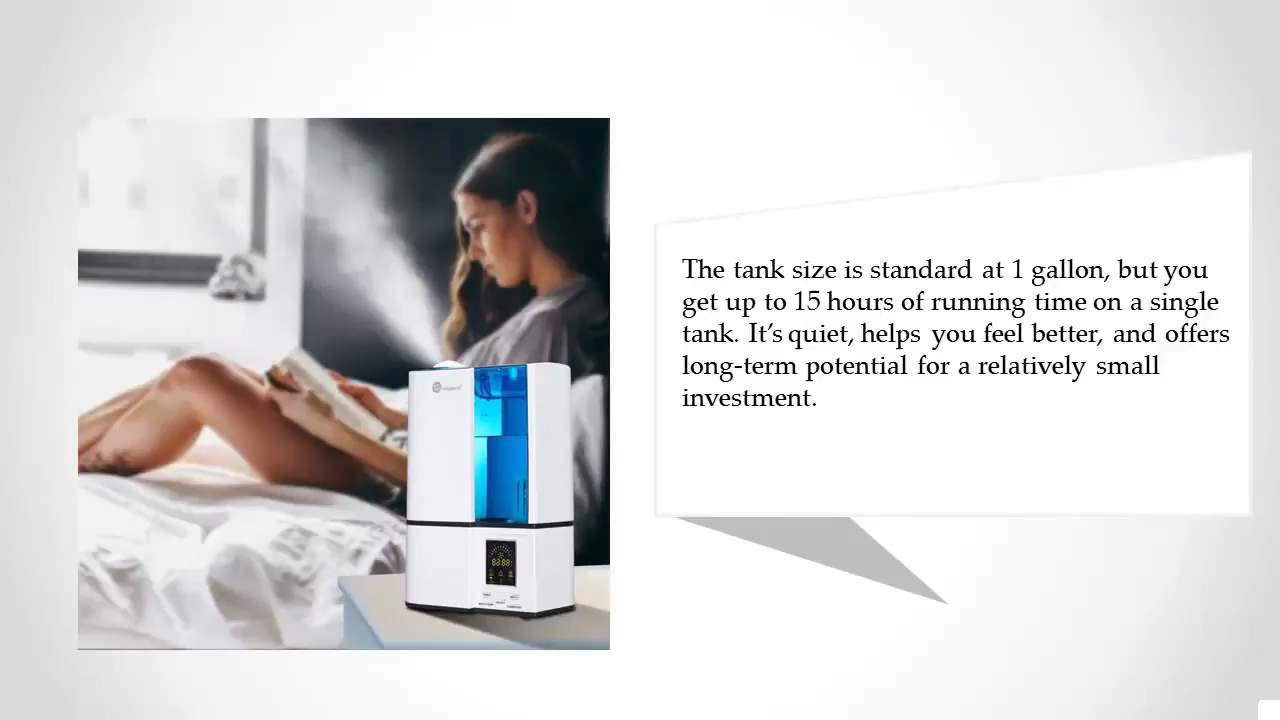 The tank size is standard at 1 gallon, but you
get up to 15 hours of running time on a single
tank. It's quiet, helps you feel better, and offers
long-term potential for a relatively small
investment.